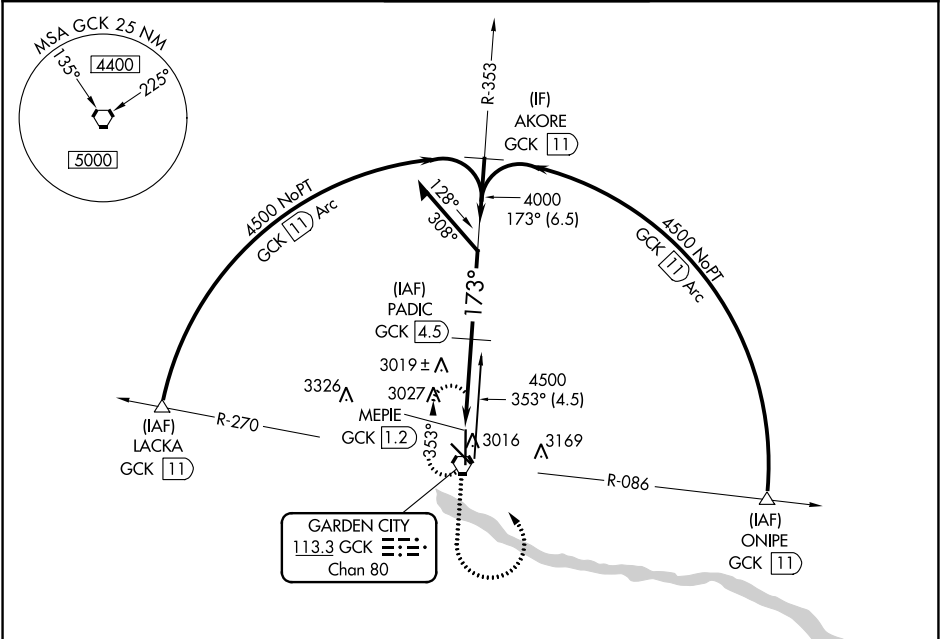 MSA GCK 25 NM
135°
4400
225°
5000
R-353
(IF)
AKORE
GCK 11
4500 NoPT
GCK 11 Arc
4000
173° (6.5)
128°
308°
4500 NoPT
GCK 11 Arc
173°
(IAF)
PADIC
GCK 4.5
3019 ±
3326
3027
4500
353° (4.5)
MEPIE
GCK 1.2
353°
3016
3169
R-270
(IAF)
LACKA
GCK 11
R-086
(IAF)
ONIPE
GCK 11
GARDEN CITY
113.3 GCK
Chan 80